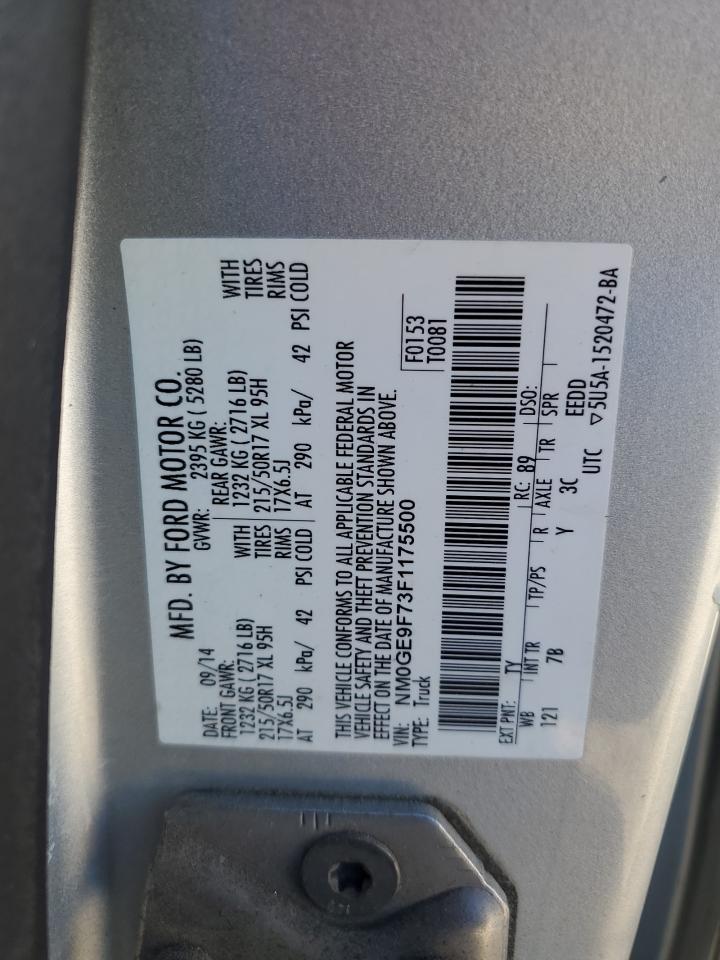 MFD. BY FORD MOTOR CO.
DATE: 09/14 GVWR: 2395 KG ( 5280 LB)
FRONT GAWR: REAR GAWR:
1232 KG ( 2716 LB) WITH 1232 KG ( 2716 LB) WITH
215/50R17 XL 95H TIRES 215/50R17 XL 95H TIRES
17X6.5J RIMS 17X6.5J RIMS
AT 290 kPa/ 42 PSI COLD AT 290 kPa/ 42 PSI COLD
THIS VEHICLE CONFORMS TO ALL APPLICABLE FEDERAL MOTOR
VEHICLE SAFETY AND THEFT PREVENTION STANDARDS IN
EFFECT ON THE DATE OF MANUFACTURE SHOWN ABOVE.
VIN: NM0GE9F73F1175500 F0153
TYPE: Truck T0081
EXT PNT: TY RC: 89 DSO:
WB INT TR TP/PS R AXLE TR SPR
121 7B Y 3C EEDD
UTC ▽5U5A-1520472-BA